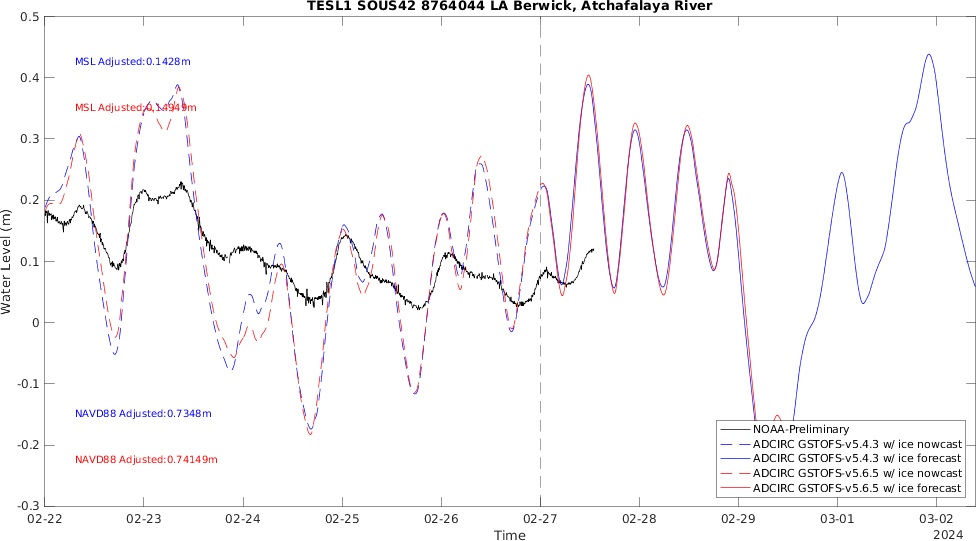 TESL1 SOUS42 8764044 LA Berwick, Atchafalaya River
0.5
0.4
0.3
0.2
0.1
0
-0.1
-0.2
-0.3
Water Level (m)
MSL Adjusted:0.1428m
MSL Adjusted:0.14949m
NAVD88 Adjusted:0.7348m
NAVD88 Adjusted:0.74149m
NOAA-Preliminary
ADCIRC GSTOFS-v5.4.3 w/ ice nowcast
ADCIRC GSTOFS-v5.4.3 w/ ice forecast
ADCIRC GSTOFS-v5.6.5 w/ ice nowcast
ADCIRC GSTOFS-v5.6.5 w/ ice forecast
02-22 02-23 02-24 02-25 02-26 02-27 02-28 02-29 03-01 03-02
Time
2024